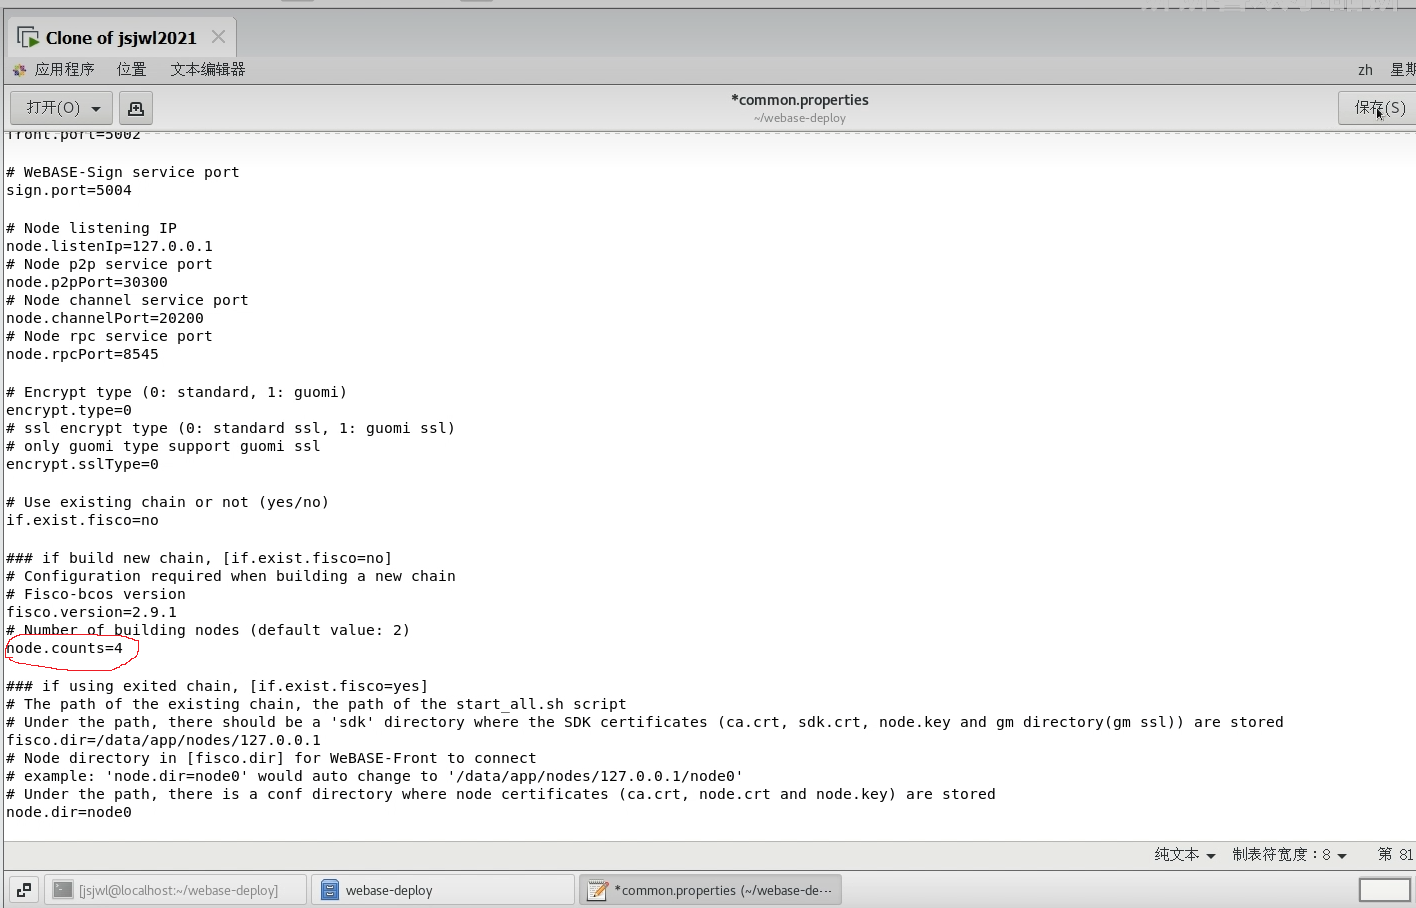 Clone of jsjwl2021
应用程序 位置 文本编辑器 zh 星期
打开(O) *common.properties 保存(S)
~/webase-deploy
front.port=5002
# WeBASE-Sign service port
sign.port=5004
# Node listening IP
node.listenIp=127.0.0.1
# Node p2p service port
node.p2pPort=30300
# Node channel service port
node.channelPort=20200
# Node rpc service port
node.rpcPort=8545
# Encrypt type (0: standard, 1: guomi)
encrypt.type=0
# ssl encrypt type (0: standard ssl, 1: guomi ssl)
# only guomi type support guomi ssl
encrypt.sslType=0
# Use existing chain or not (yes/no)
if.exist.fisco=no
### if build new chain, [if.exist.fisco=no]
# Configuration required when building a new chain
# Fisco-bcos version
fisco.version=2.9.1
# Number of building nodes (default value: 2)
node.counts=4
### if using exited chain, [if.exist.fisco=yes]
# The path of the existing chain, the path of the start_all.sh script
# Under the path, there should be a 'sdk' directory where the SDK certificates (ca.crt, sdk.crt, node.key and gm directory(gm ssl)) are stored
fisco.dir=/data/app/nodes/127.0.0.1
# Node directory in [fisco.dir] for WeBASE-Front to connect
# example: 'node.dir=node0' would auto change to '/data/app/nodes/127.0.0.1/node0'
# Under the path, there is a conf directory where node certificates (ca.crt, node.crt and node.key) are stored
node.dir=node0
纯文本 制表符宽度：8 第 81
[jsjwl@localhost:~/webase-deploy] webase-deploy *common.properties (~/webase-de···